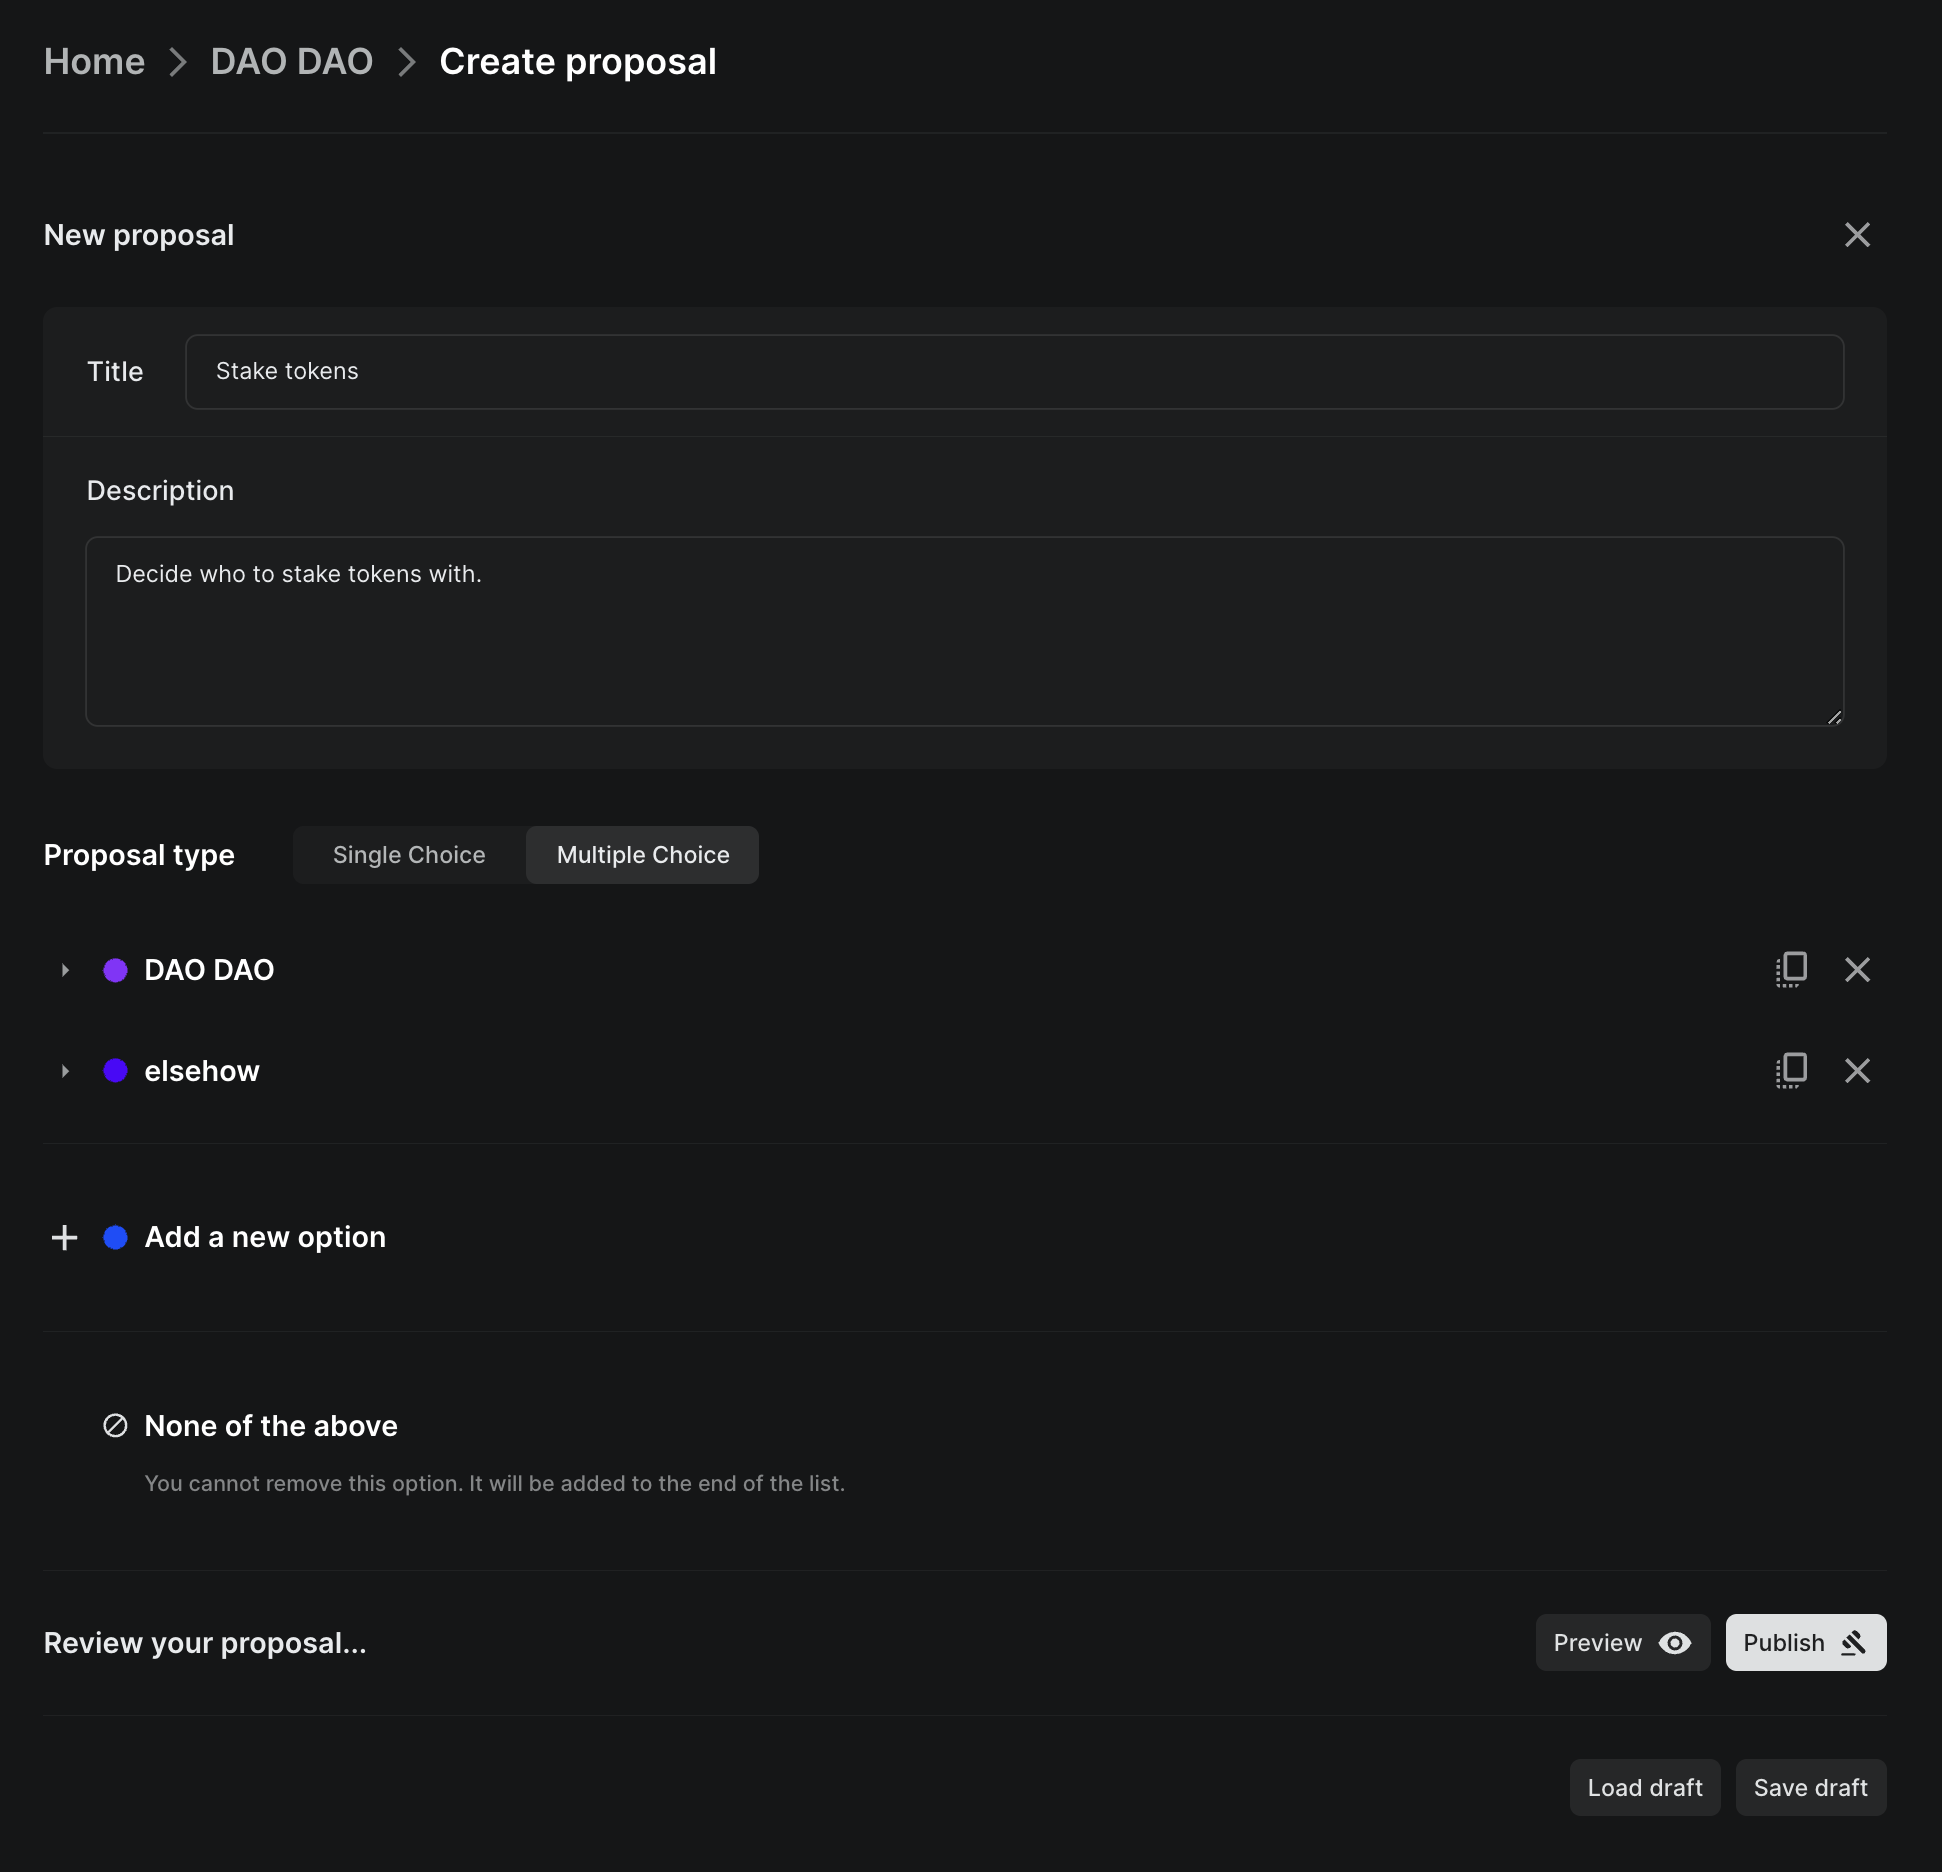 Home > DAO DAO > Create proposal
New proposal
Title
Stake tokens
Description
Decide who to stake tokens with.
Proposal type
Single Choice
Multiple Choice
DAO DAO
elsehow
Add a new option
None of the above
You cannot remove this option. It will be added to the end of the list.
Review your proposal...
Preview
Publish
Load draft
Save draft